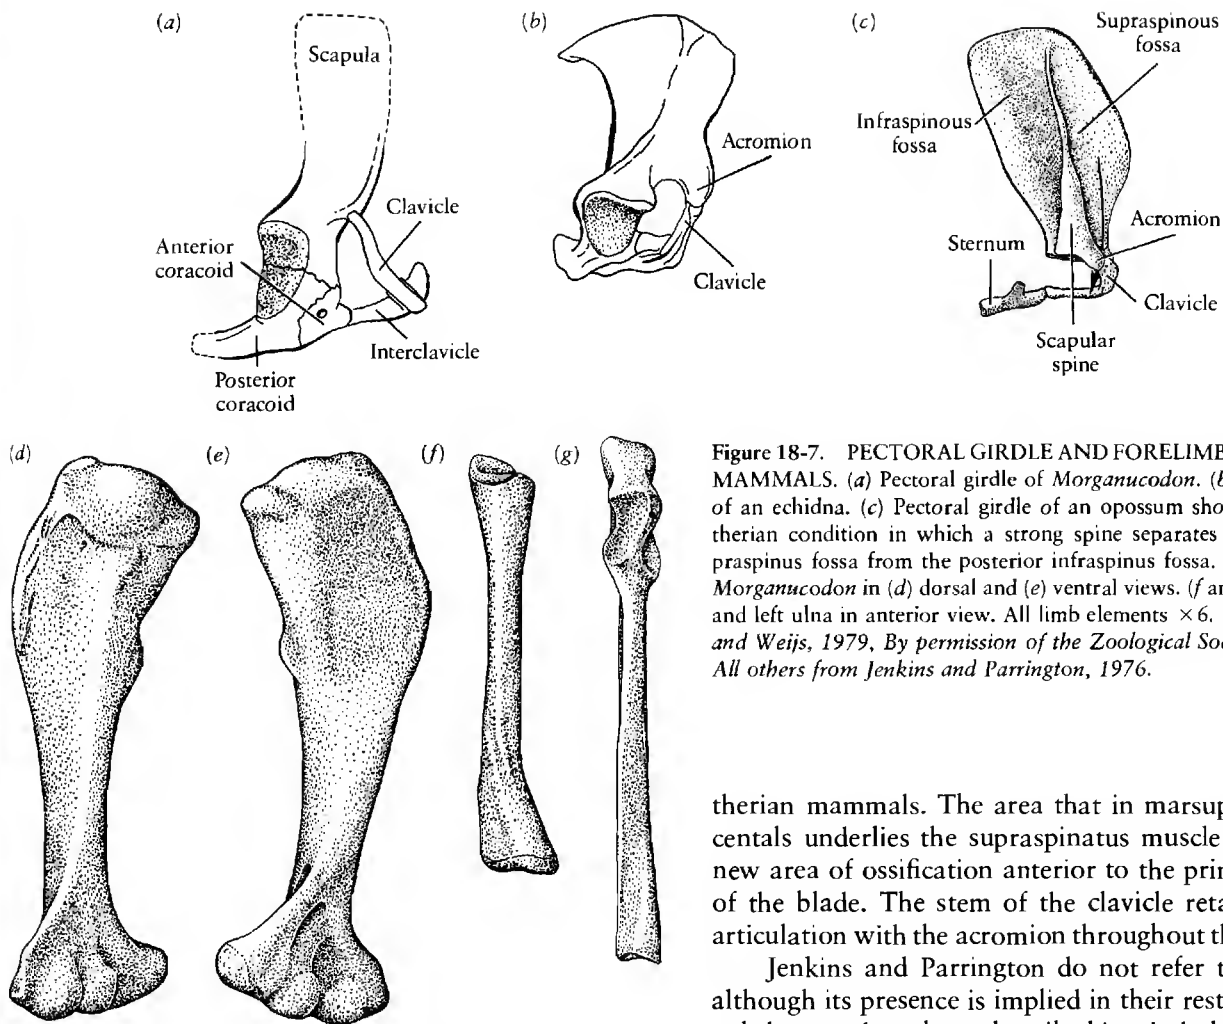 (a)
Scapula
Clavicle
Anterior
coracoid
Interclavicle
Posterior
coracoid
(b)
Acromion
Clavicle
(c)
Supraspinous
fossa
Infraspinous
fossa
Acromion
Sternum
Clavicle
Scapular
spine
(d)
(e)
(f)
(g)
Figure 18-7. PECTORAL GIRDLE AND FORELIMB
MAMMALS. (a) Pectoral girdle of Morganucodon. (b
of an echidna. (c) Pectoral girdle of an opossum sho
therian condition in which a strong spine separates
praspinus fossa from the posterior infraspinus fossa.
Morganucodon in (d) dorsal and (e) ventral views. (f an
and left ulna in anterior view. All limb elements ×6.
and Weijs, 1979, By permission of the Zoological So
All others from Jenkins and Parrington, 1976.
therian mammals. The area that in marsup
centals underlies the supraspinatus muscle
new area of ossification anterior to the prin
of the blade. The stem of the clavicle reta
articulation with the acromion throughout t
Jenkins and Parrington do not refer t
although its presence is implied in their rest